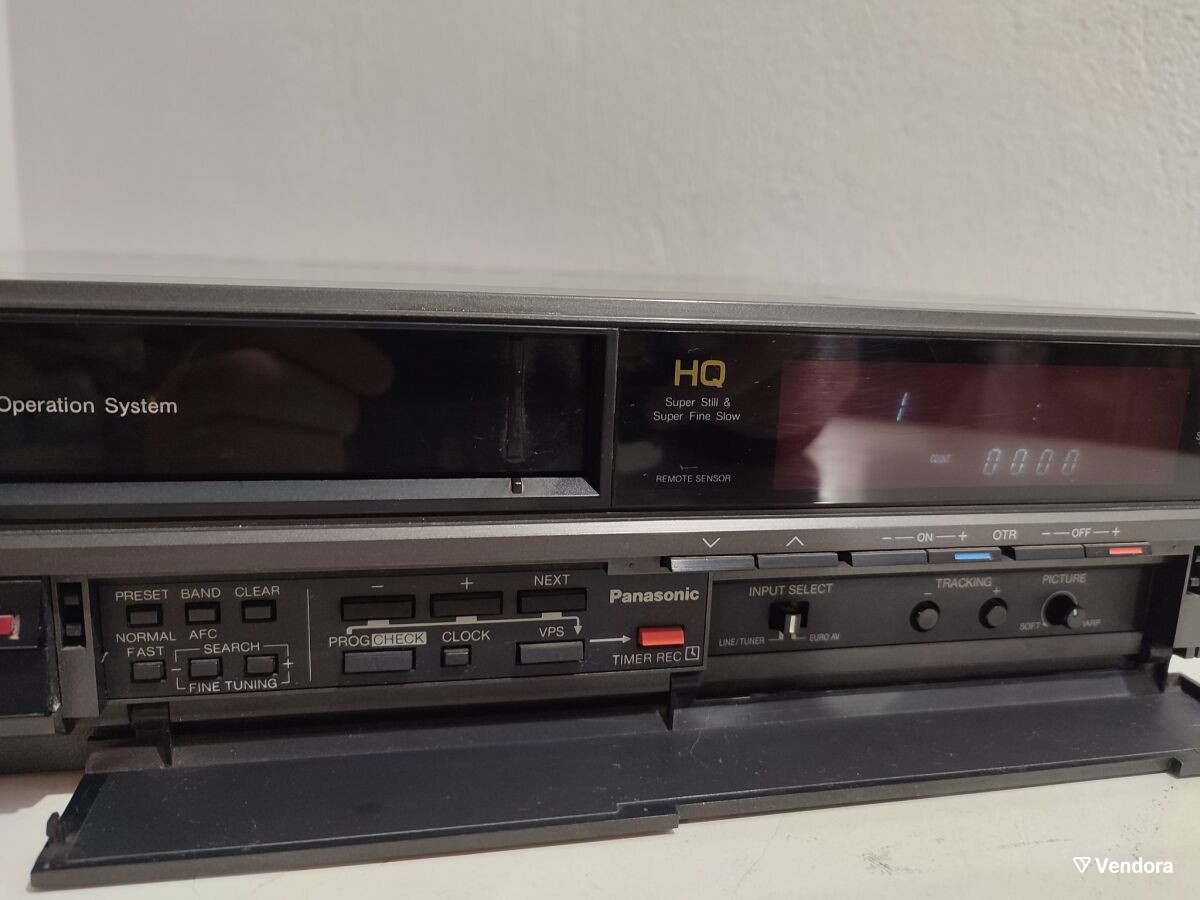 Operation System
HQ
Super Still &
Super Fine Slow
REMOTE SENSOR
1
COUNT 0000
— ON — + OTR — OFF — +
PRESET BAND CLEAR
NORMAL AFC
FAST
SEARCH
− +
FINE TUNING
− + NEXT
PROG CHECK CLOCK VPS
TIMER REC
Panasonic
INPUT SELECT
LINE/TUNER EURO AV
TRACKING
− +
PICTURE
SOFT
Vendora